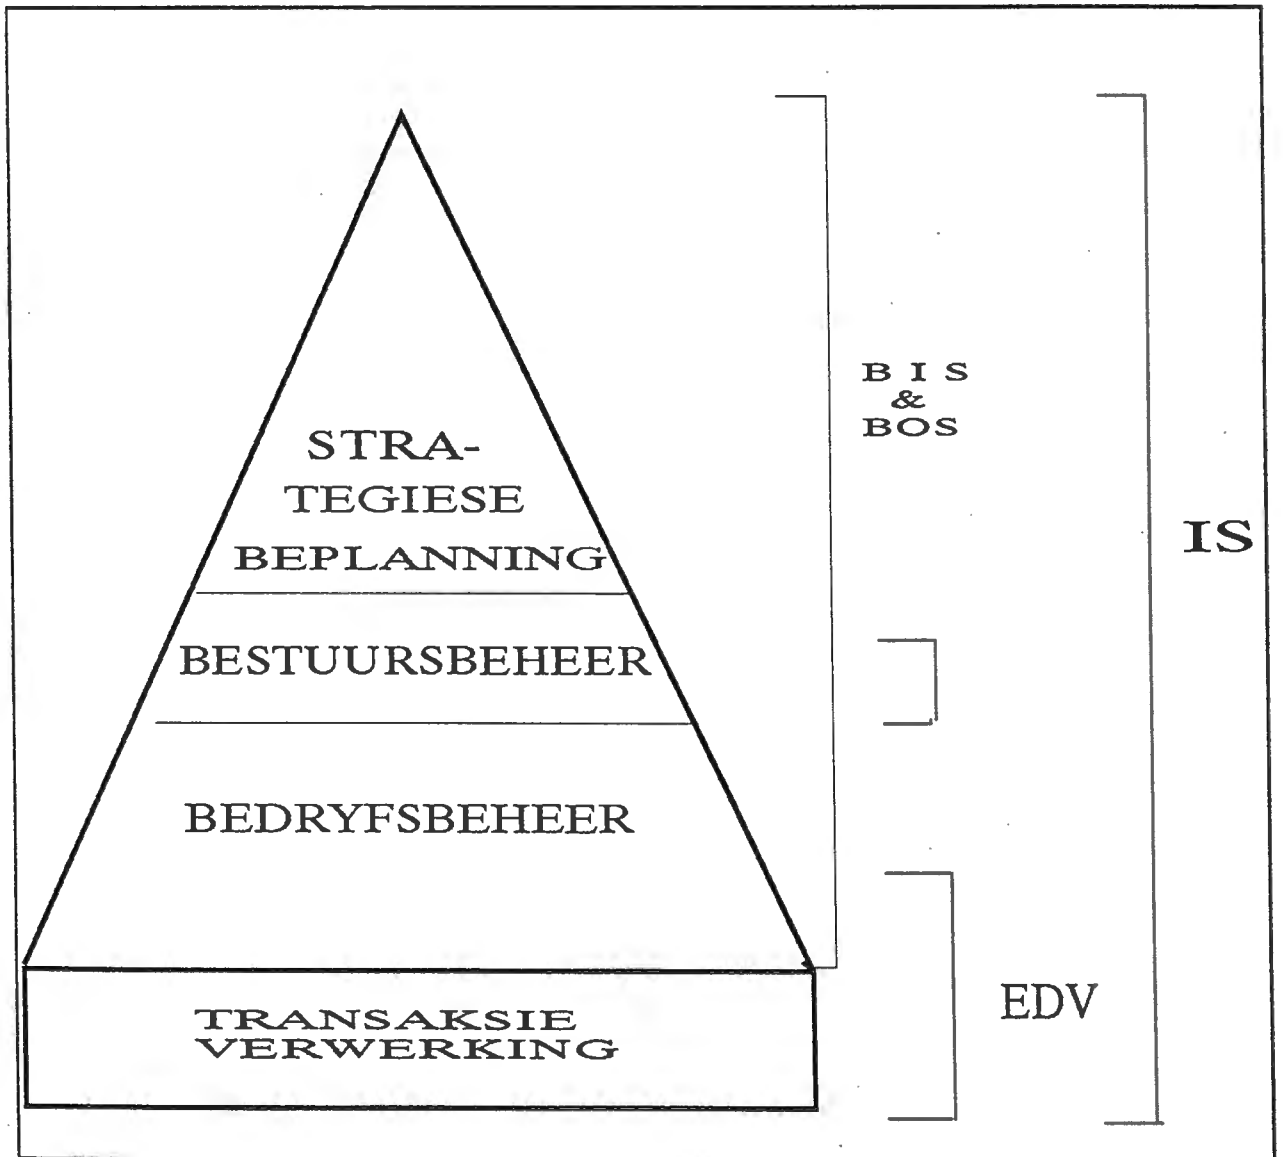 STRA-
TEGIESE
BEPLANNING
BESTUURSBEHEER
BEDRYFSBEHEER
TRANSAKSIE
VERWERKING
B I S
&
BOS
IS
EDV